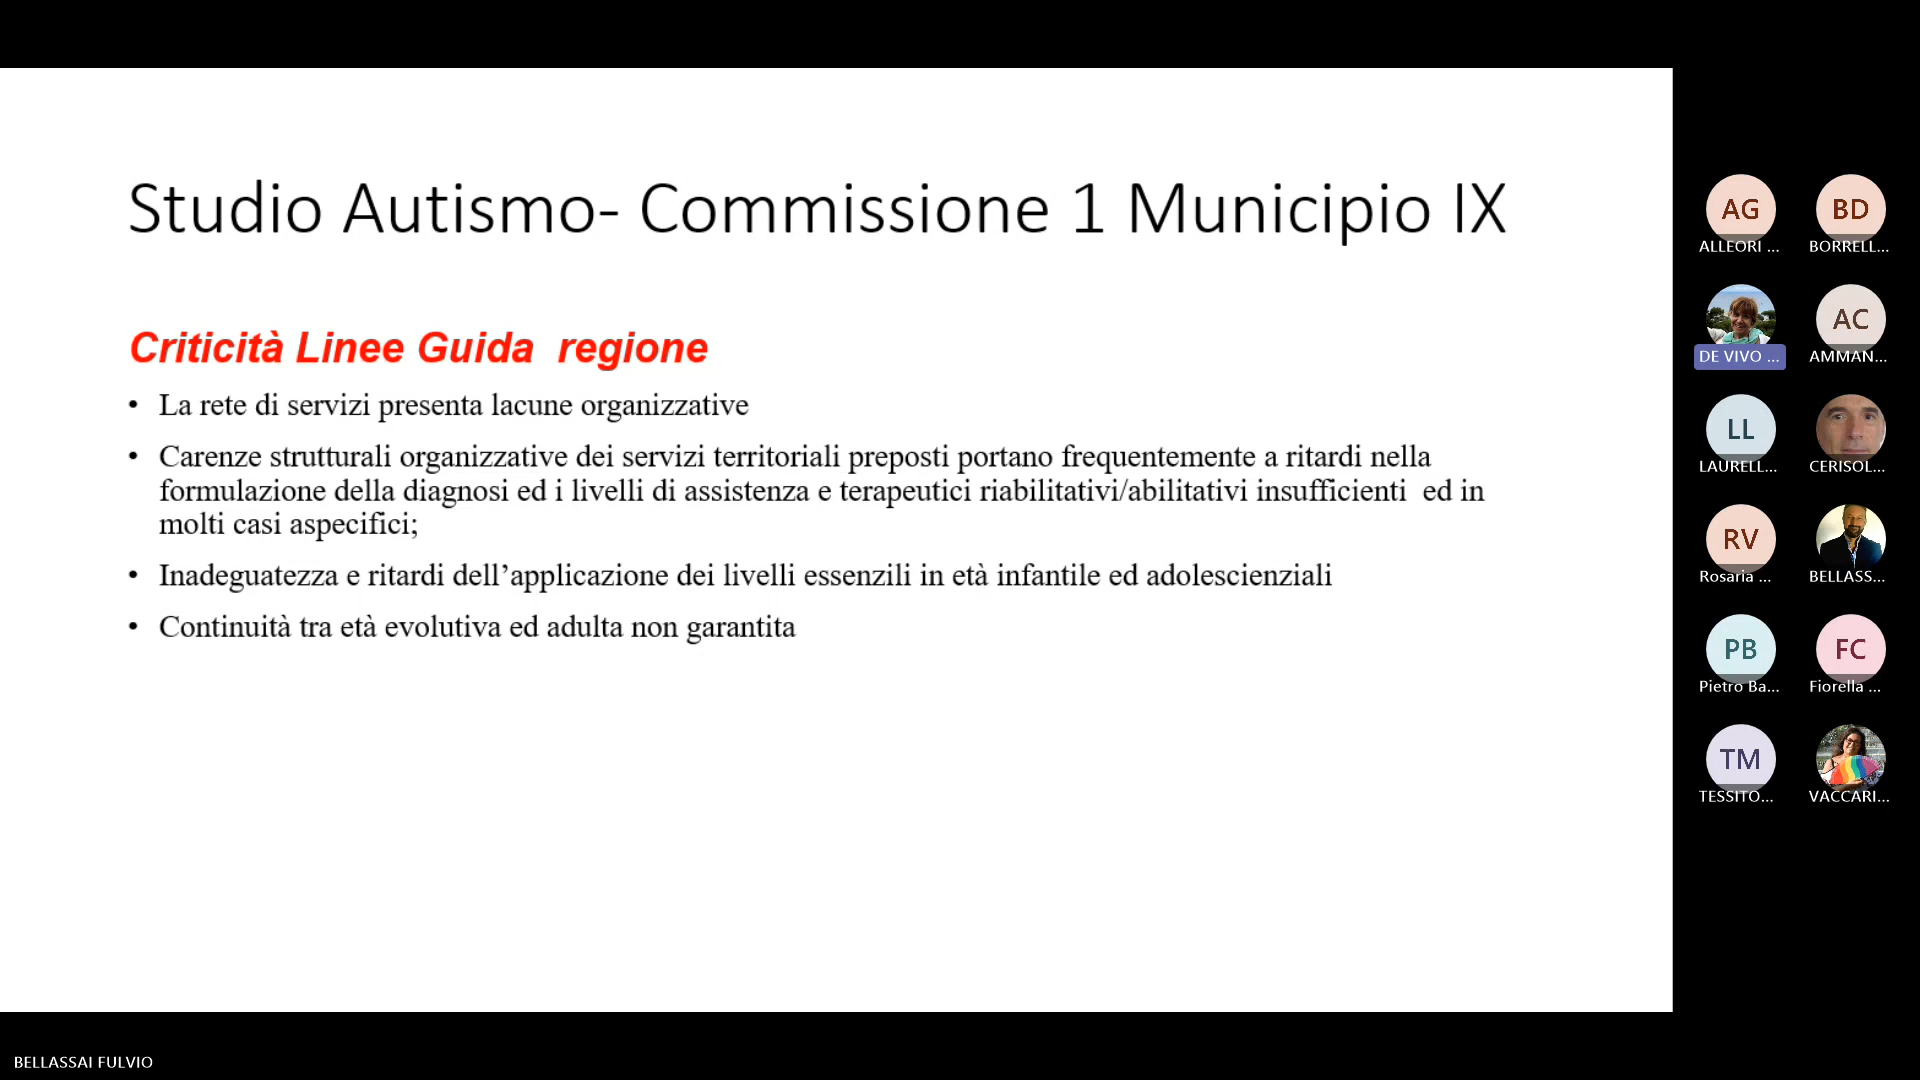 Studio Autismo- Commissione 1 Municipio IX
Criticità Linee Guida regione
• La rete di servizi presenta lacune organizzative
• Carenze strutturali organizzative dei servizi territoriali preposti portano frequentemente a ritardi nella
formulazione della diagnosi ed i livelli di assistenza e terapeutici riabilitativi/abilitativi insufficienti ed in
molti casi aspecifici;
• Inadeguatezza e ritardi dell’applicazione dei livelli essenzili in età infantile ed adolescienziali
• Continuità tra età evolutiva ed adulta non garantita
AG
ALLEORI ...
BD
BORRELL...
DE VIVO ...
AC
AMMAN...
LL
LAURELL...
CERISOL...
RV
Rosaria ...
BELLASS...
PB
Pietro Ba...
FC
Fiorella ...
TM
TESSITO...
VACCARI...
BELLASSAI FULVIO